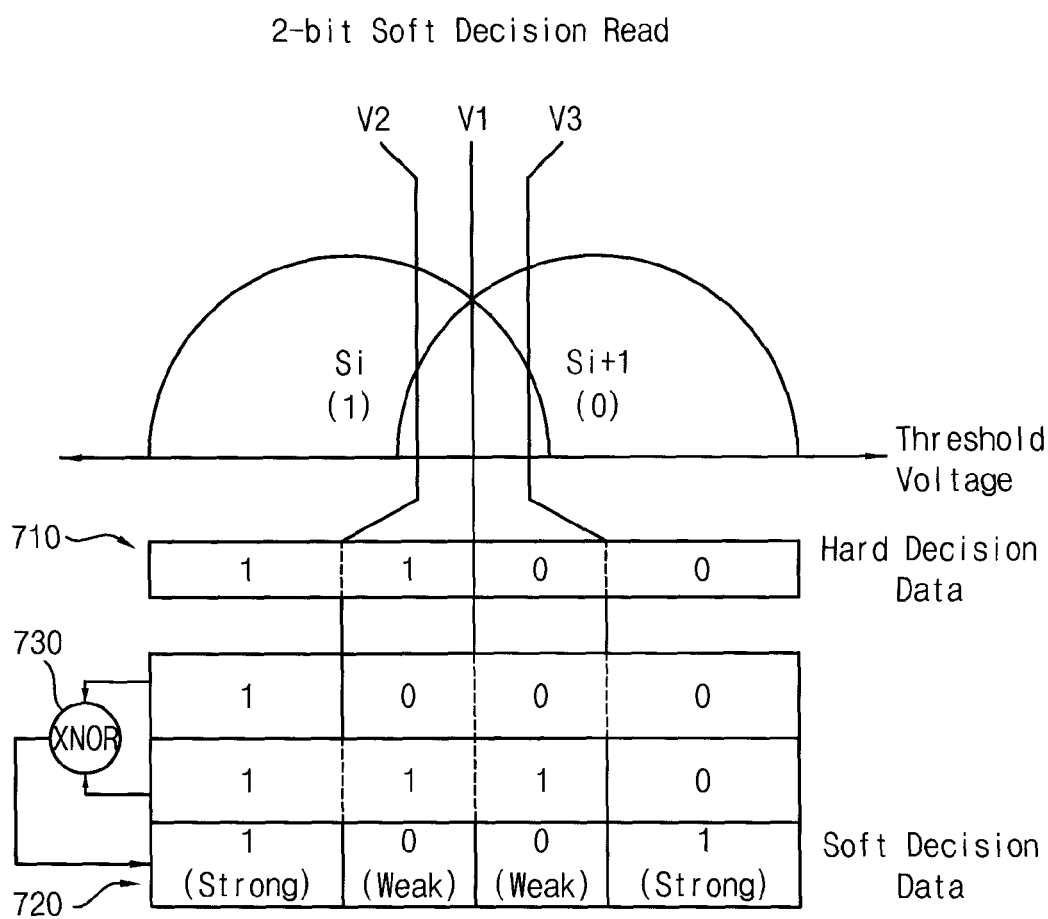 2-bit Soft Decision Read
V2 V1 V3
Si
(1)
Si+1
(0)
Threshold
Voltage
710
1 1 0 0
Hard Decision
Data
730
XNOR
1 0 0 0
1 1 1 0
1 0 0 1
(Strong) (Weak) (Weak) (Strong)
Soft Decision
Data
720